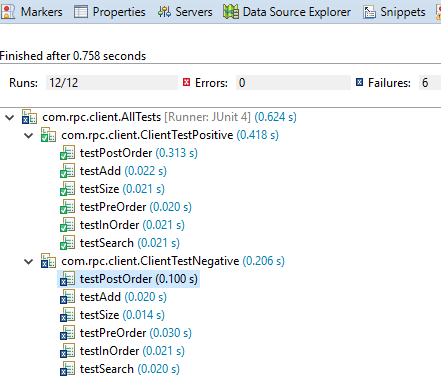 Markers Properties Servers Data Source Explorer Snippets
Finished after 0.758 seconds
Runs: 12/12 Errors: 0 Failures: 6
com.rpc.client.AllTests [Runner: JUnit 4] (0.624 s)
com.rpc.client.ClientTestPositive (0.418 s)
testPostOrder (0.313 s)
testAdd (0.022 s)
testSize (0.021 s)
testPreOrder (0.020 s)
testInOrder (0.021 s)
testSearch (0.021 s)
com.rpc.client.ClientTestNegative (0.206 s)
testPostOrder (0.100 s)
testAdd (0.020 s)
testSize (0.014 s)
testPreOrder (0.030 s)
testInOrder (0.021 s)
testSearch (0.020 s)